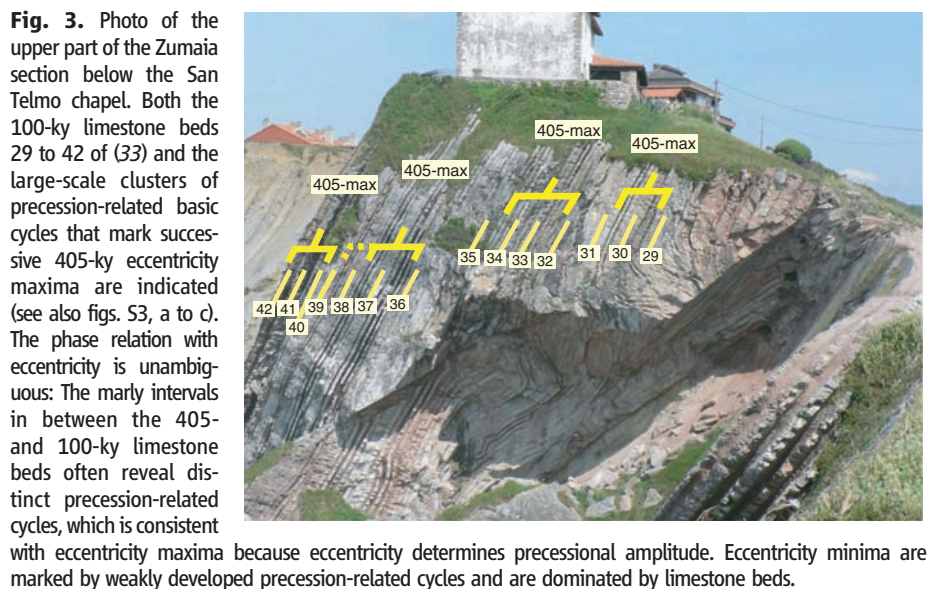 Fig. 3. Photo of the
upper part of the Zumaia
section below the San
Telmo chapel. Both the
100-ky limestone beds
29 to 42 of (33) and the
large-scale clusters of
precession-related basic
cycles that mark succes-
sive 405-ky eccentricity
maxima are indicated
(see also figs. S3, a to c).
The phase relation with
eccentricity is unambig-
uous: The marly intervals
in between the 405-
and 100-ky limestone
beds often reveal dis-
tinct precession-related
cycles, which is consistent
with eccentricity maxima because eccentricity determines precessional amplitude. Eccentricity minima are
marked by weakly developed precession-related cycles and are dominated by limestone beds.
405-max
405-max
405-max
405-max
42
41
40
39
38
37
36
35
34
33
32
31
30
29